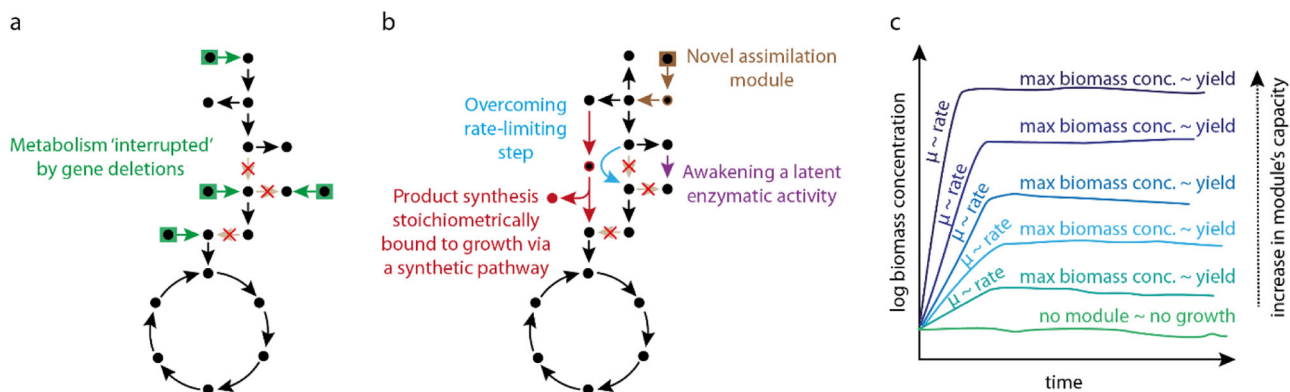 a
Metabolism 'interrupted'
by gene deletions
b
Novel assimilation
module
Overcoming
rate-limiting
step
Awakening a latent
enzymatic activity
Product synthesis
stoichiometrically
bound to growth via
a synthetic pathway
c
log biomass concentration
time
increase in module's capacity
μ ~ rate
max biomass conc. ~ yield
μ ~ rate
max biomass conc. ~ yield
μ ~ rate
max biomass conc. ~ yield
μ ~ rate
max biomass conc. ~ yield
μ ~ rate
max biomass conc. ~ yield
no module ~ no growth